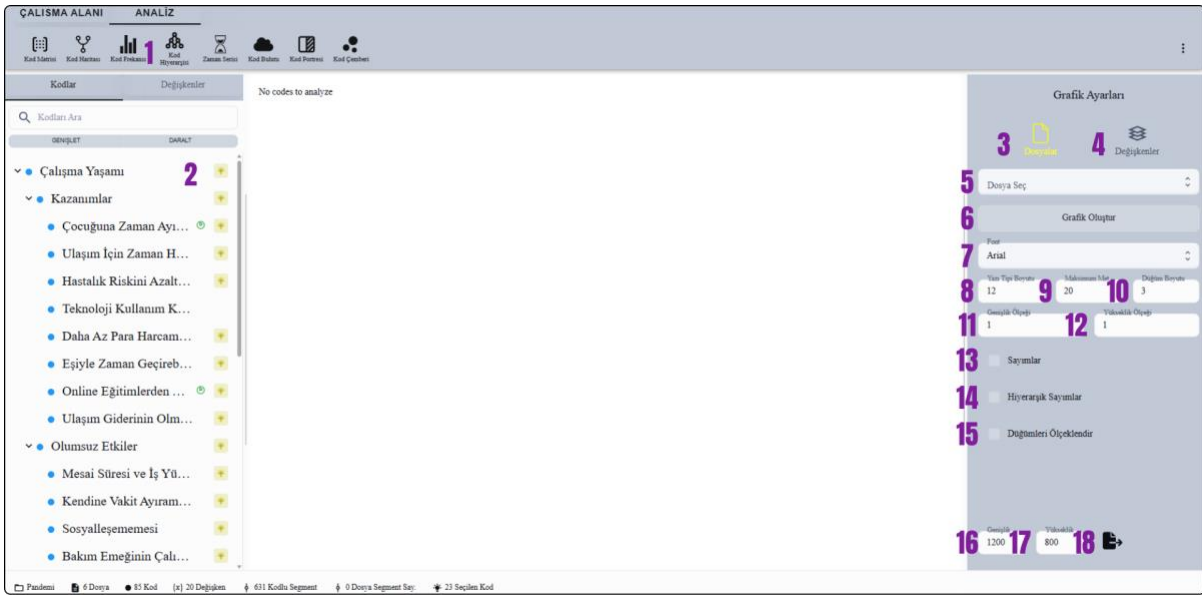 ÇALIŞMA ALANI ANALİZ
Kod Matrisi Kod Haritası Kod Frekansı 1 Kod Hiyerarşisi Zaman Serisi Kod Bulutu Kod Portresi Kod Çemberi
Kodlar Değişkenler
No codes to analyze
Kodları Ara
GENİŞLET DARALT
Çalışma Yaşamı 2
Kazanımlar
Çocuğuna Zaman Ayı...
Ulaşım İçin Zaman H...
Hastalık Riskini Azalt...
Teknoloji Kullanım K...
Daha Az Para Harcam...
Eşiyle Zaman Geçireb...
Online Eğitimlerden ...
Ulaşım Giderinin Olm...
Olumsuz Etkiler
Mesai Süresi ve İş Yü...
Kendine Vakit Ayıram...
Sosyalleşememesi
Bakım Emeğinin Çalı...
Grafik Ayarları
3 Dosyalar 4 Değişkenler
5 Dosya Seç
6 Grafik Oluştur
Font
7 Arial
Yazı Tipi Boyutu Maksimum Met... Düğüm Boyutu
8 12 9 20 10 3
Genişlik Ölçeği Yükseklik Ölçeği
11 1 12 1
13 Sayımlar
14 Hiyerarşik Sayımlar
15 Düğümleri Ölçeklendir
Genişlik Yükseklik
16 1200 17 800 18
Pandemi 6 Dosya 85 Kod {x} 20 Değişken 631 Kodlu Segment 0 Dosya Segment Say. 23 Seçilen Kod